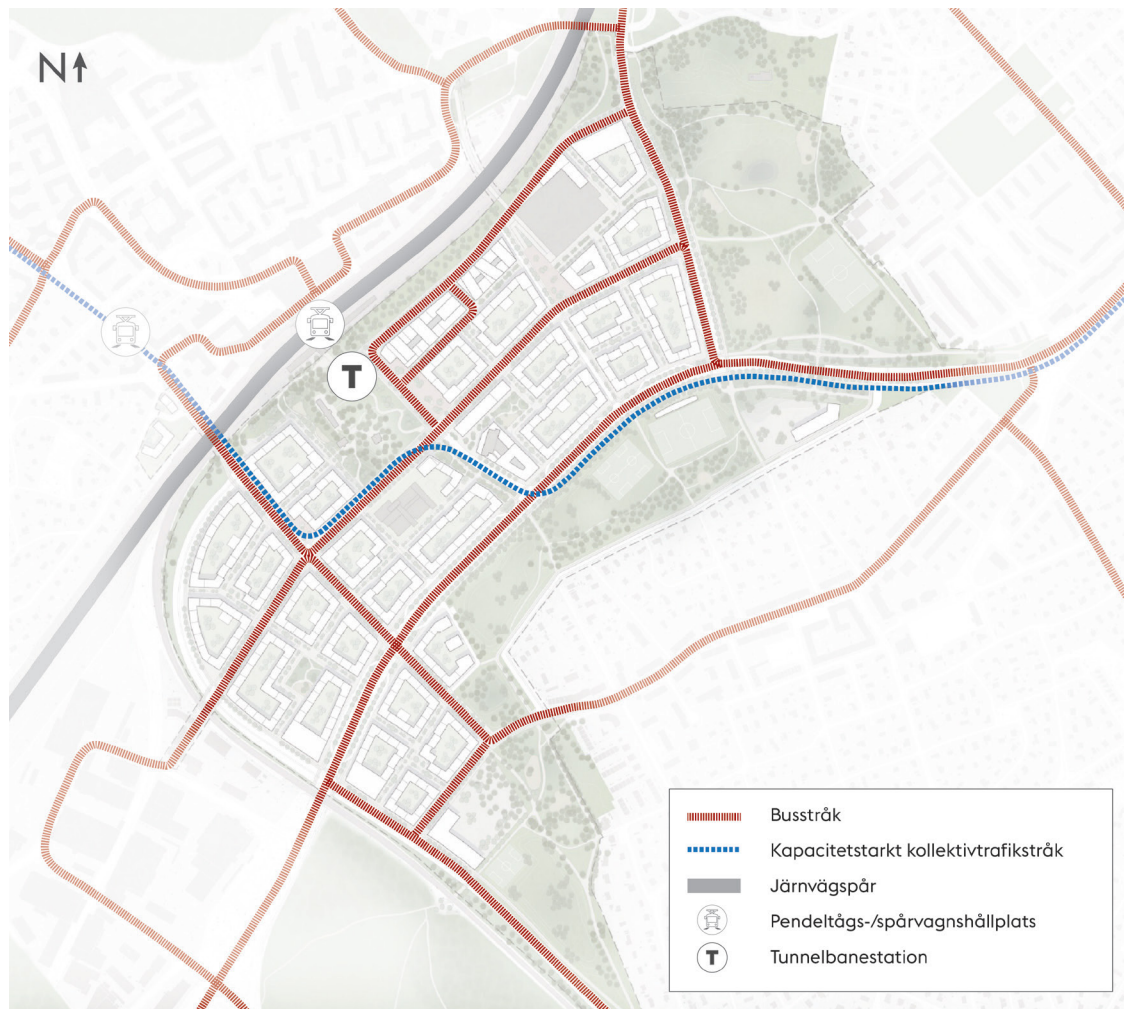 N
T
Busstråk
Kapacitetstarkt kollektivtrafikstråk
Järnvägspår
Pendeltågs-/spårvagnshållplats
T
Tunnelbanestation